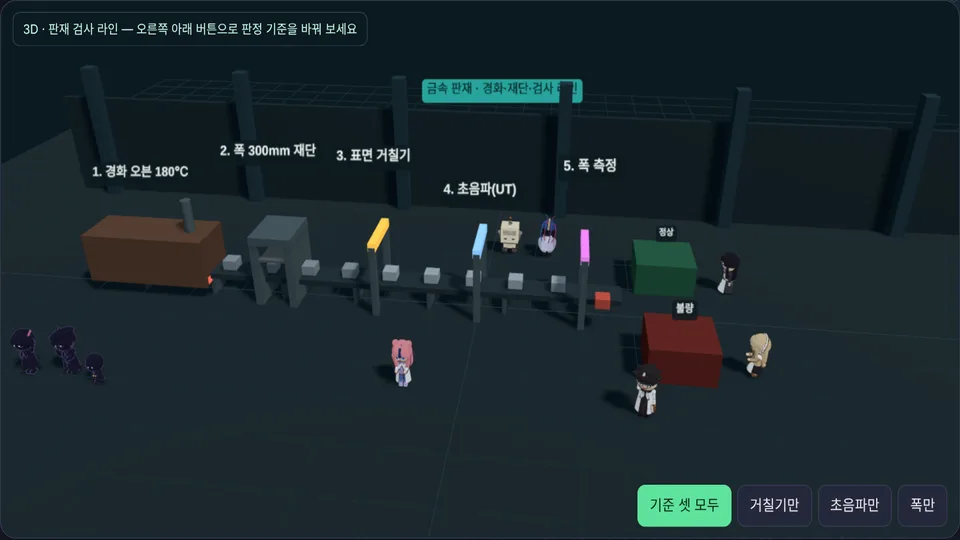 3D · 판재 검사 라인 — 오른쪽 아래 버튼으로 판정 기준을 바꿔 보세요
금속 판재 · 경화·재단·검사
1. 경화 오븐 180°C
2. 폭 300mm 재단
3. 표면 거칠기
4. 초음파(UT)
5. 폭 측정
정상
불량
기준 셋 모두
거칠기만
초음파만
폭만